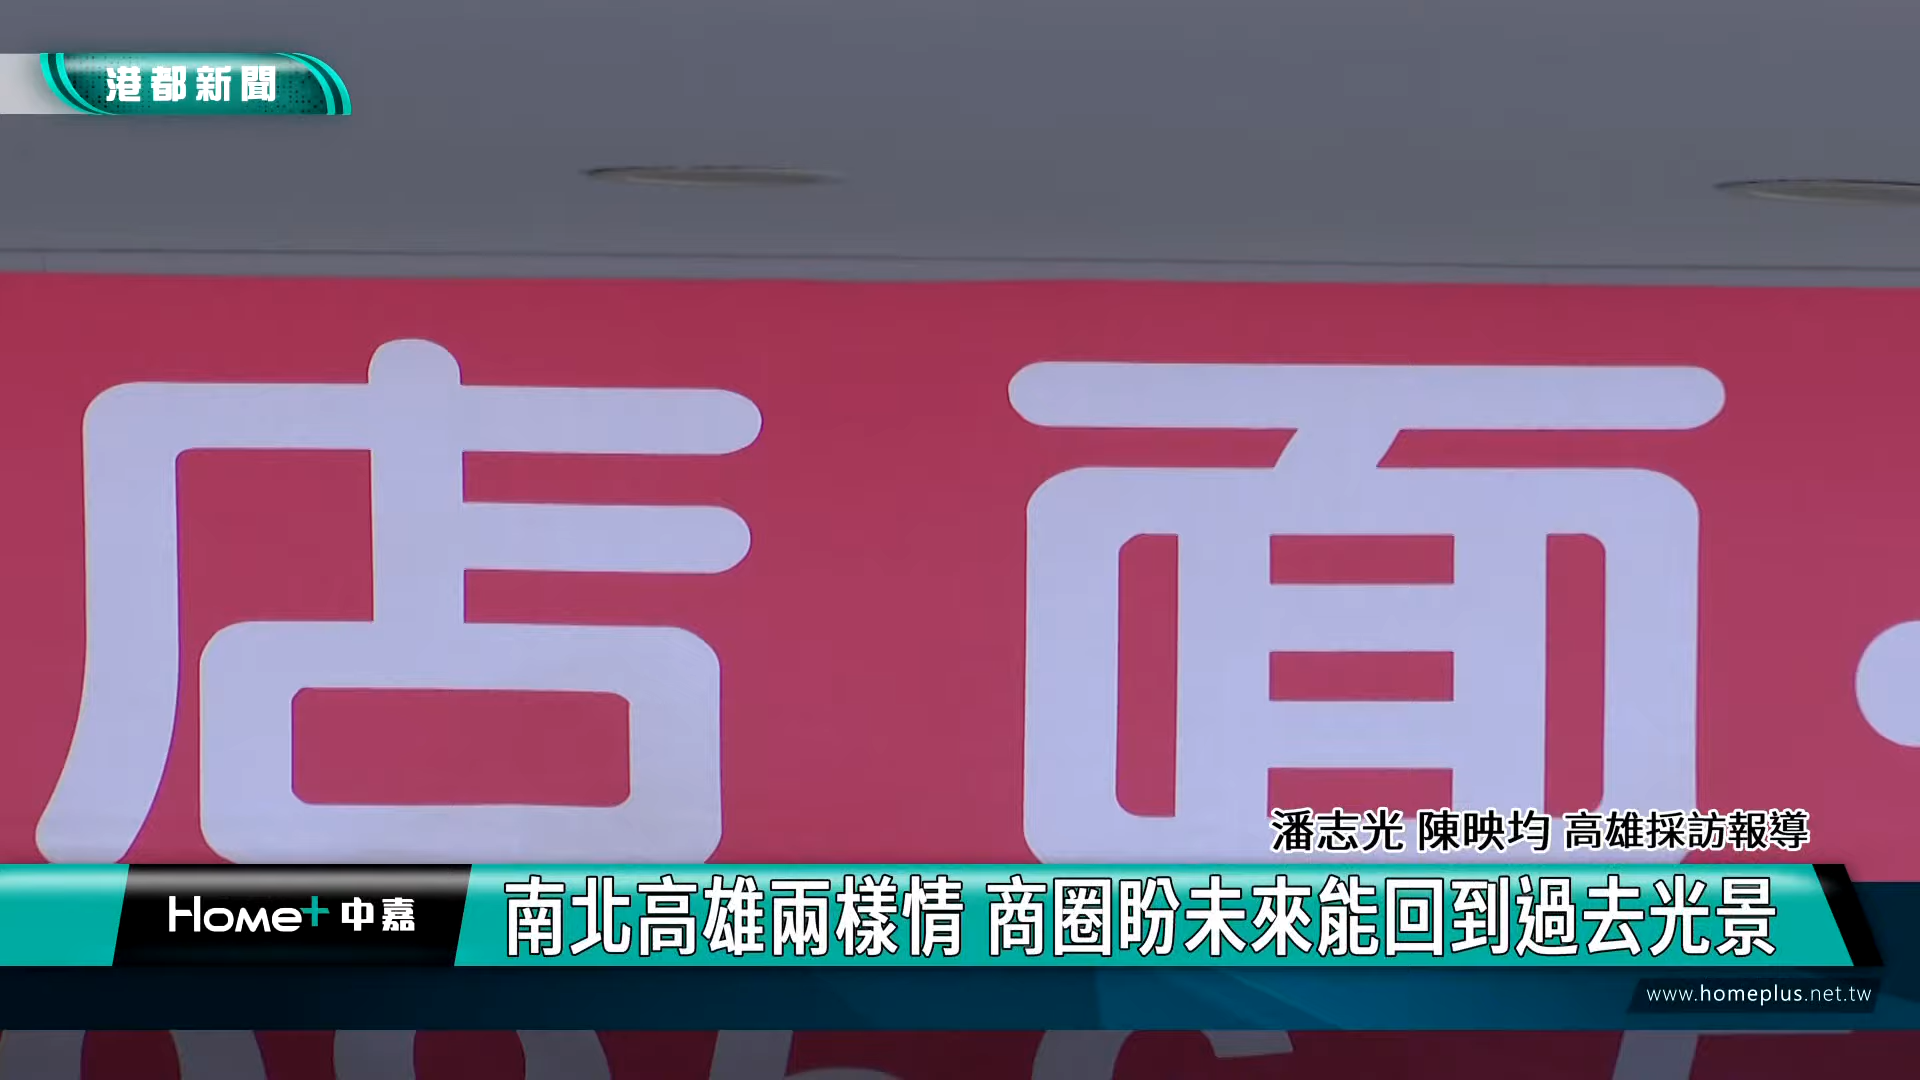 港都新聞
店面・
潘志光 陳映均 高雄採訪報導
Home+ 中嘉
南北高雄兩樣情 商圈盼未來能回到過去光景
www.homeplus.net.tw